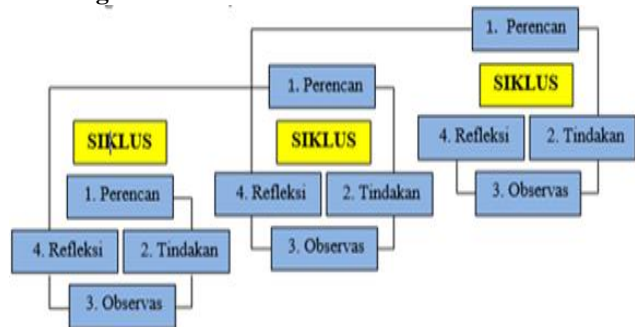 SIKLUS
1. Perencan
4. Refleksi
2. Tindakan
3. Observas
1. Perencan
SIKLUS
4. Refleksi
2. Tindakan
3. Observas
1. Perencan
SIKLUS
4. Refleksi
2. Tindakan
3. Observas